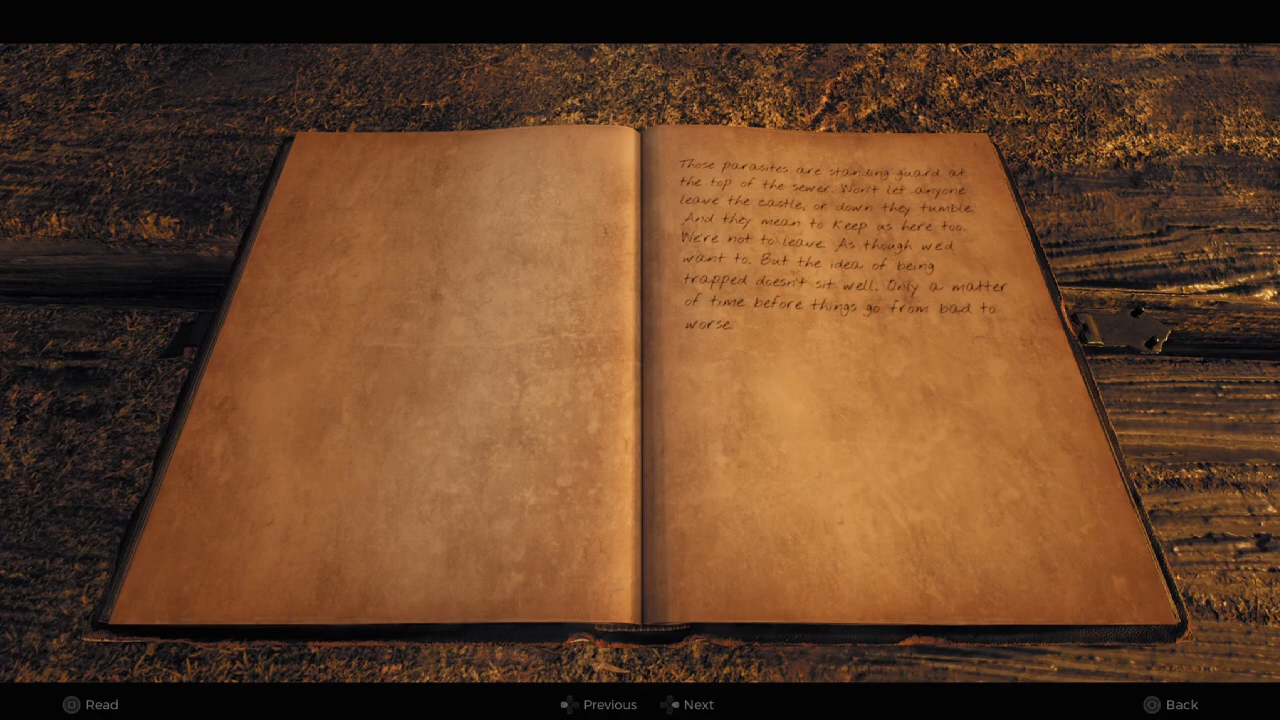 Those parasites are standing guard at
the top of the sewer. Won't let anyone
leave the castle, or down they tumble.
And they mean to keep us here too.
We're not to leave. As though we'd
want to. But the idea of being
trapped doesn't sit well. Only a matter
of time before things go from bad to
worse.
Read
Previous
Next
Back